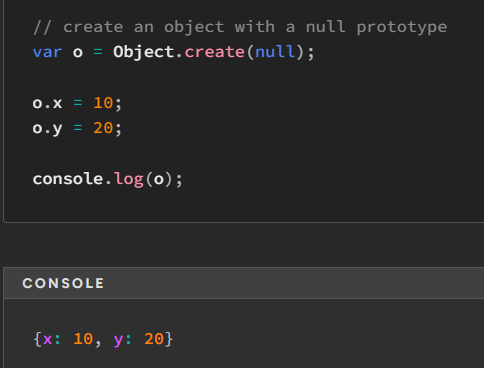 // create an object with a null prototype
var o = Object.create(null);
o.x = 10;
o.y = 20;
console.log(o);
CONSOLE
{x: 10, y: 20}